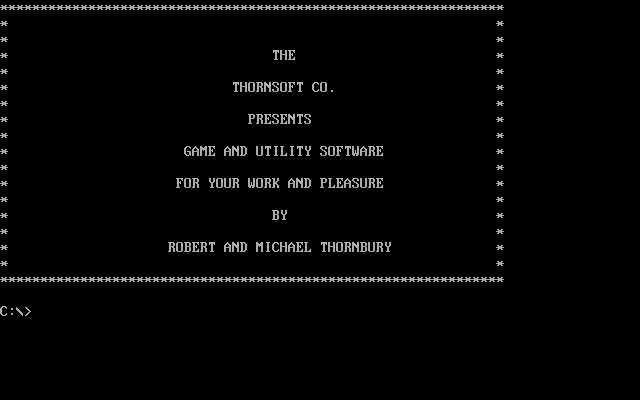 ***************************************************************
*                                                             *
*                                                             *
*                                 THE                         *
*                                                             *
*                            THORNSOFT CO.                    *
*                                                             *
*                              PRESENTS                       *
*                                                             *
*                      GAME AND UTILITY SOFTWARE              *
*                                                             *
*                     FOR YOUR WORK AND PLEASURE              *
*                                                             *
*                                 BY                          *
*                                                             *
*                    ROBERT AND MICHAEL THORNBURY             *
*                                                             *
***************************************************************
C:\>